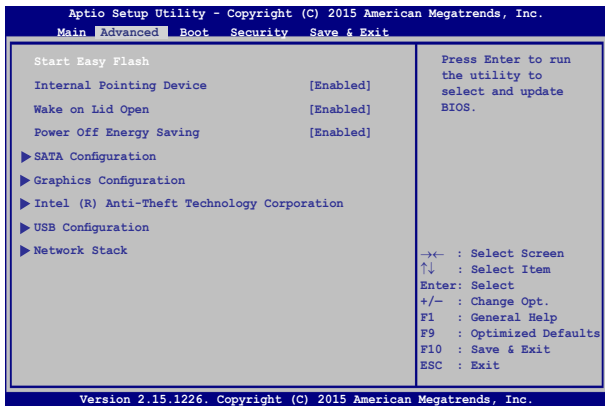 Aptio Setup Utility - Copyright (C) 2015 American Megatrends, Inc.
Main Advanced Boot Security Save & Exit
Start Easy Flash
Internal Pointing Device [Enabled]
Wake on Lid Open [Enabled]
Power Off Energy Saving [Enabled]
SATA Configuration
Graphics Configuration
Intel (R) Anti-Theft Technology Corporation
USB Configuration
Network Stack
Press Enter to run
the utility to
select and update
BIOS.
→← : Select Screen
↑↓ : Select Item
Enter: Select
+/— : Change Opt.
F1 : General Help
F9 : Optimized Defaults
F10 : Save & Exit
ESC : Exit
Version 2.15.1226. Copyright (C) 2015 American Megatrends, Inc.